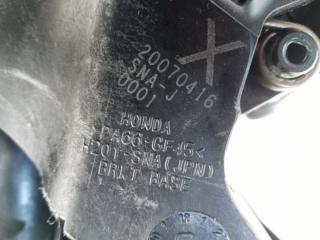 20070416
SNA-J
0001
HONDA
>PA66-GF45<
H201-SNA(JPN)
BRKT BASE